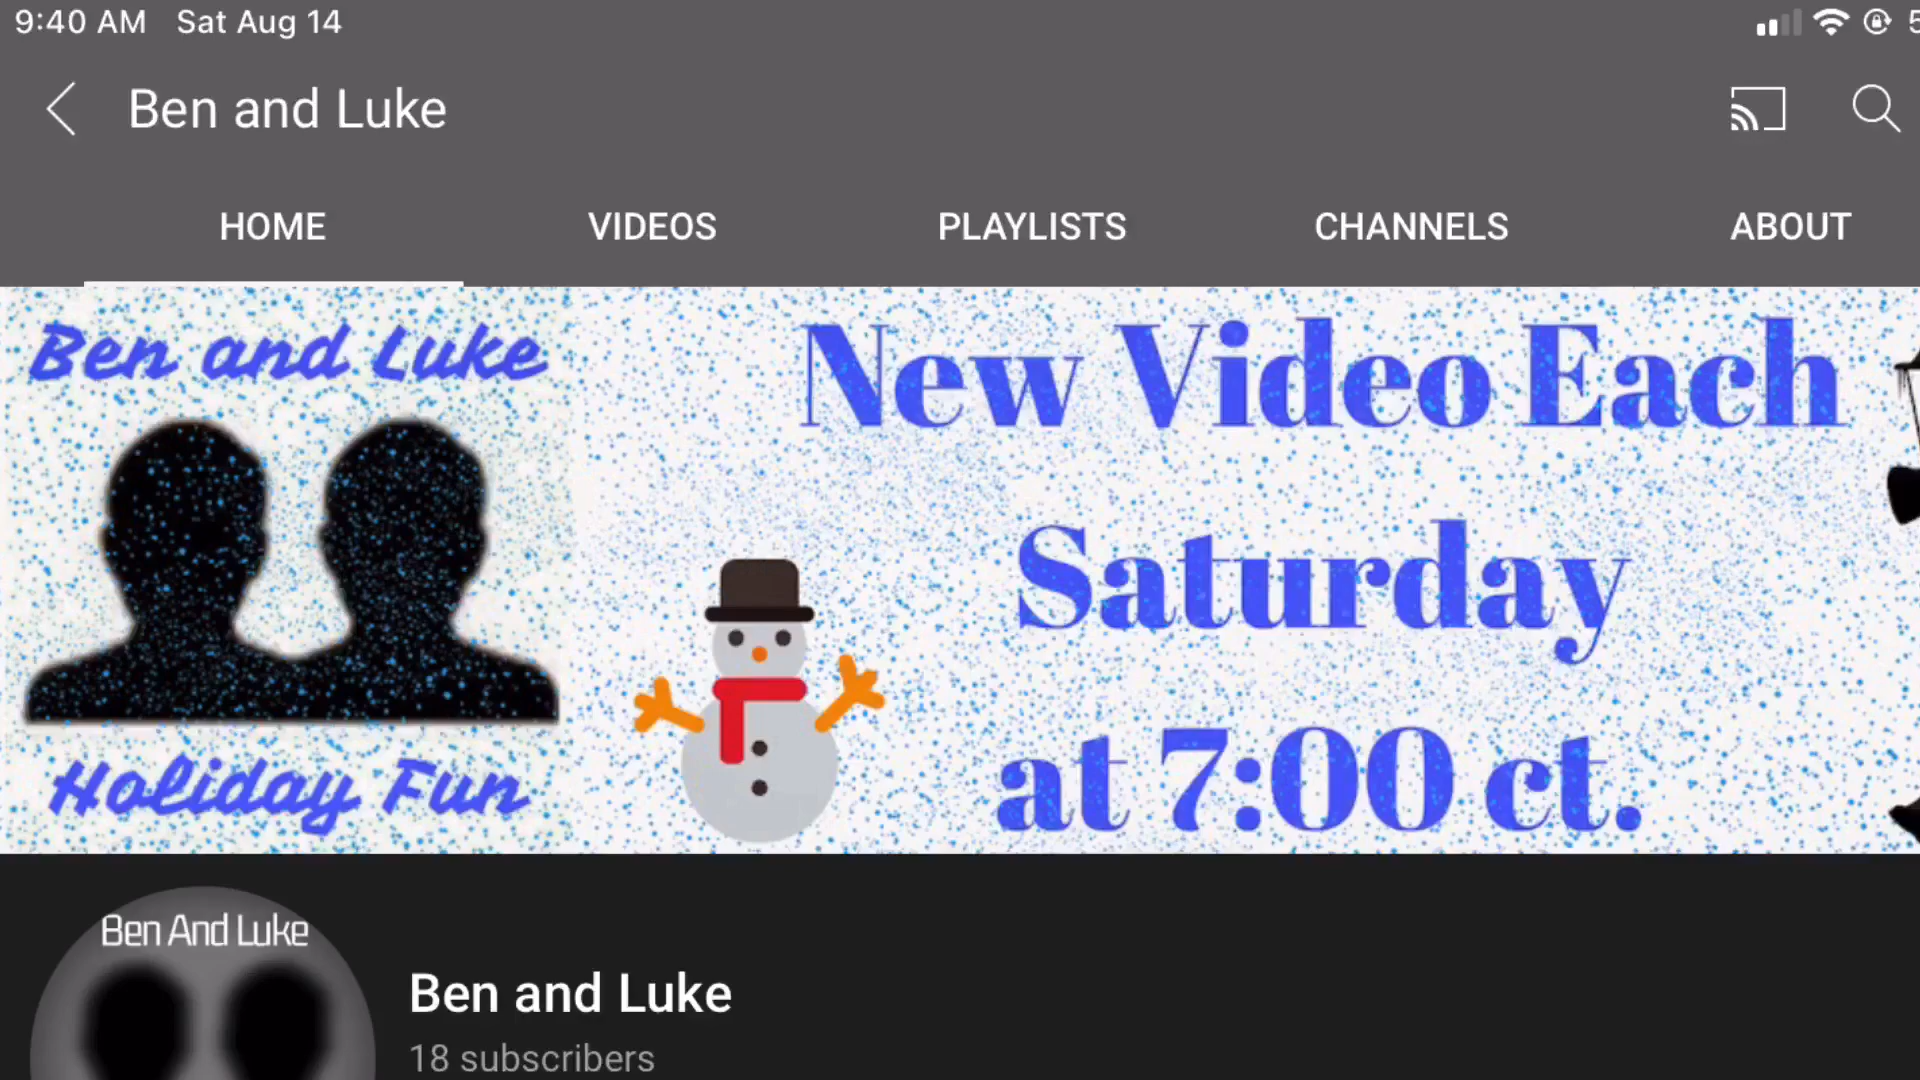 9:40 AM Sat Aug 14
Ben and Luke
HOME VIDEOS PLAYLISTS CHANNELS ABOUT
Ben and Luke
Holiday Fun
New Video Each
Saturday
at 7:00 ct.
Ben And Luke
Ben and Luke
18 subscribers